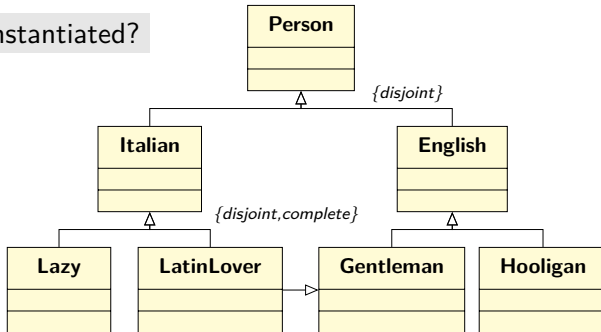 nstantiated?
Person
{disjoint}
Italian
English
{disjoint,complete}
Lazy
LatinLover
Gentleman
Hooligan